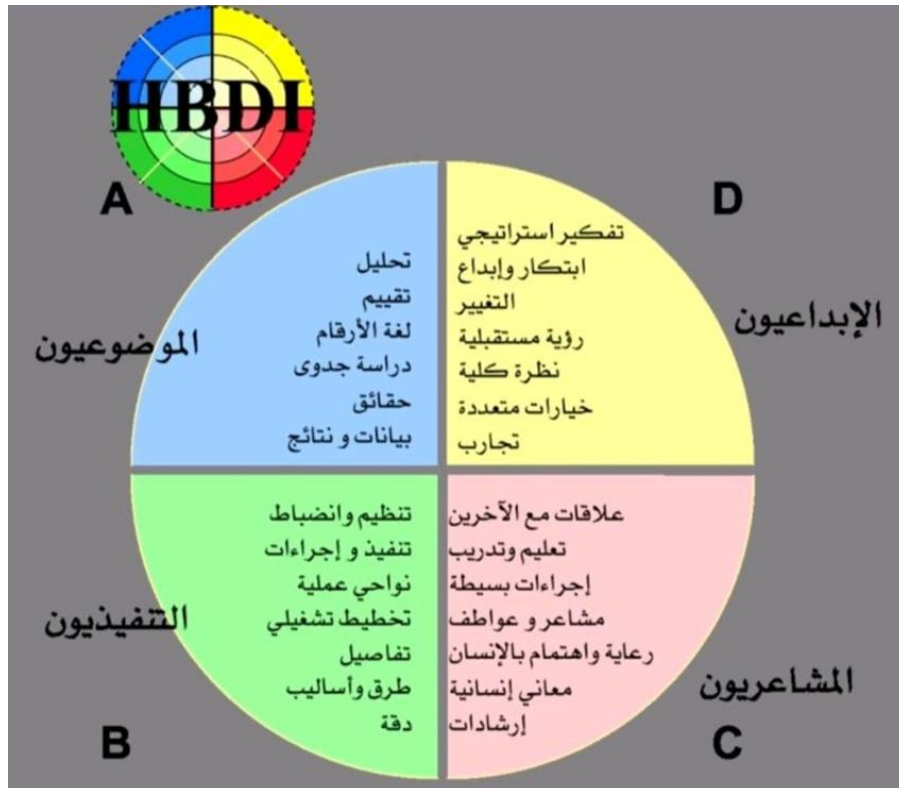 HBDI
A
الموضوعيون
تحليل
تقييم
لغة الأرقام
دراسة جدوى
حقائق
بيانات و نتائج
D
الإبداعيون
تفكير استراتيجي
ابتكار وإبداع
التغيير
رؤية مستقبلية
نظرة كلية
خيارات متعددة
تجارب
B
التنفيذيون
تنظيم وانضباط
تنفيذ و إجراءات
نواحي عملية
تخطيط تشغيلي
تفاصيل
طرق وأساليب
دقة
C
المشاعريون
علاقات مع الآخرين
تعليم وتدريب
إجراءات بسيطة
مشاعر و عواطف
رعاية واهتمام بالإنسان
معاني إنسانية
إرشادات